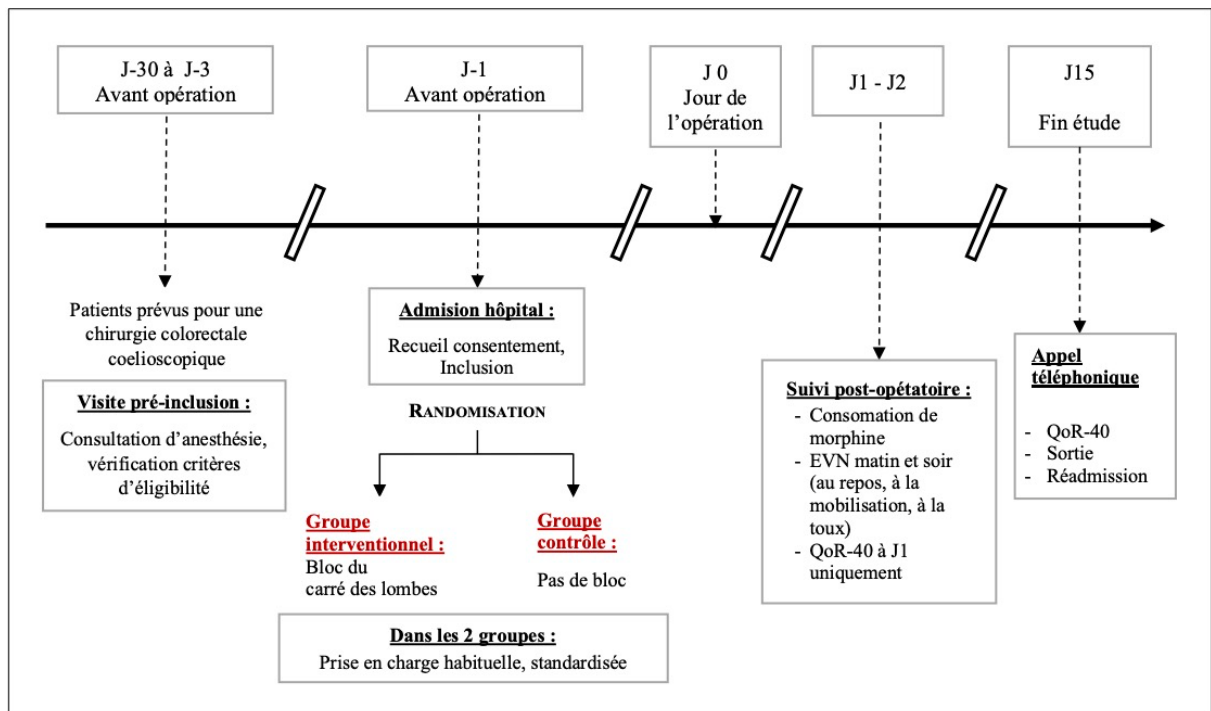 J-30 à J-3
Avant opération
J-1
Avant opération
J 0
Jour de
l'opération
J1 - J2
J15
Fin étude
Patients prévus pour une
chirurgie colorectale
coelioscopique
Visite pré-inclusion :
Consultation d'anesthésie,
vérification critères
d'éligibilité
Admision hôpital :
Recueil consentement,
Inclusion
RANDOMISATION
Groupe
interventionnel :
Bloc du
carré des lombes
Groupe
contrôle :
Pas de bloc
Dans les 2 groupes :
Prise en charge habituelle, standardisée
Suivi post-opétatoire :
- Consomation de
morphine
- EVN matin et soir
(au repos, à la
mobilisation, à la
toux)
- QoR-40 à J1
uniquement
Appel
téléphonique
- QoR-40
- Sortie
- Réadmission